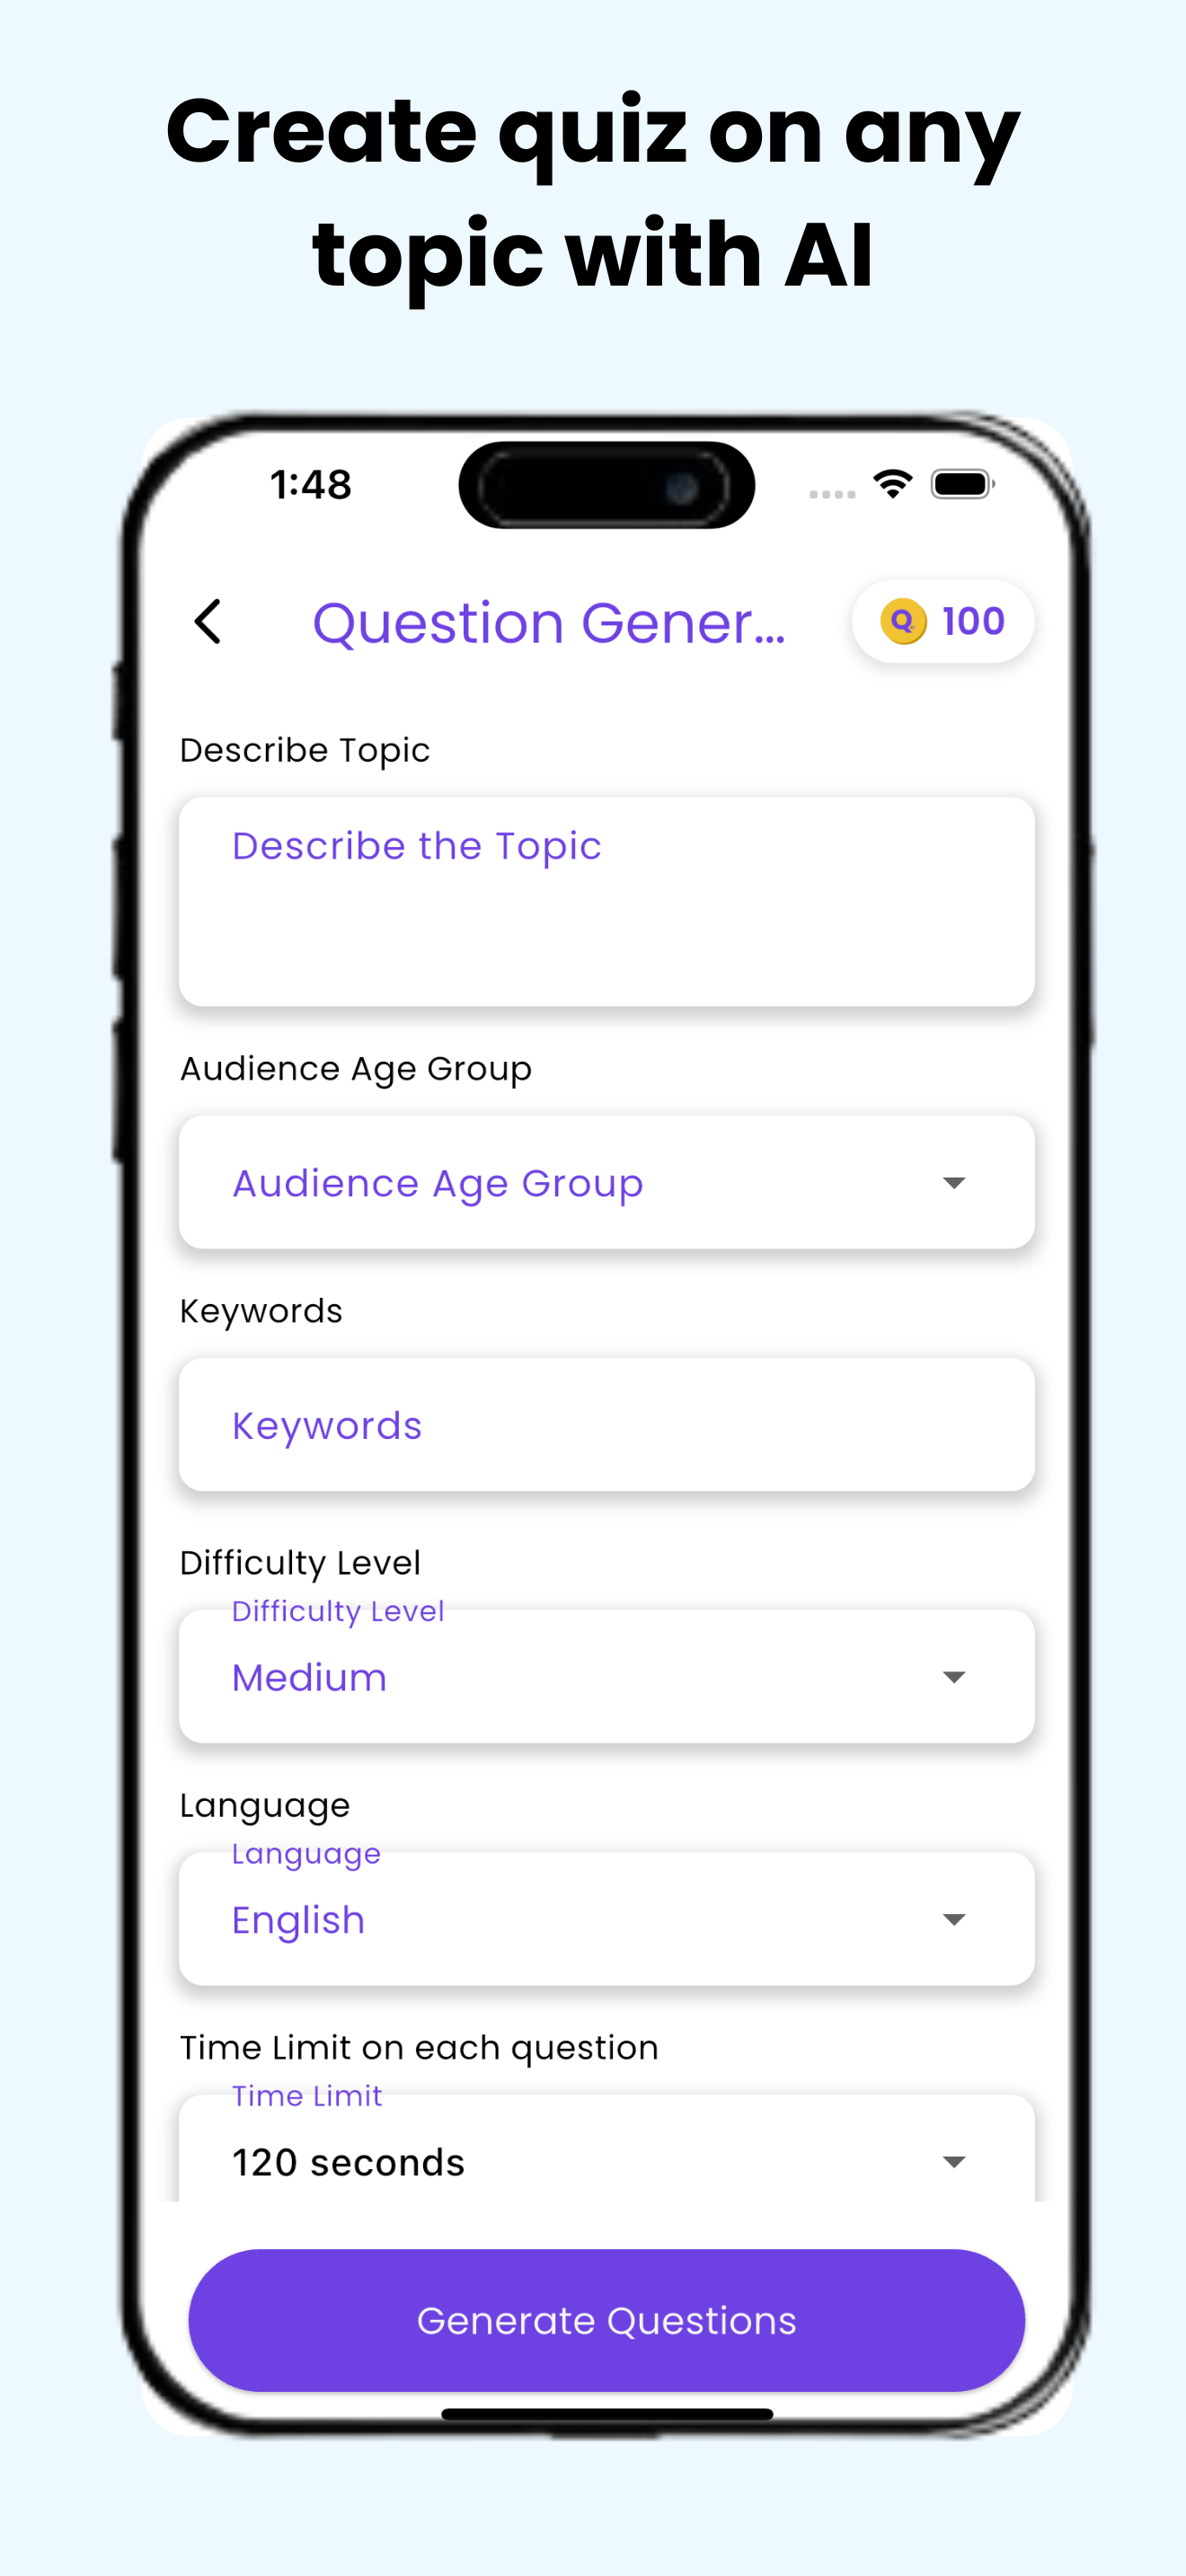 Create quiz on any
topic with AI
1:48
Question Gener...
Q 100
Describe Topic
Describe the Topic
Audience Age Group
Audience Age Group
Keywords
Keywords
Difficulty Level
Difficulty Level
Medium
Language
Language
English
Time Limit on each question
Time Limit
120 seconds
Generate Questions